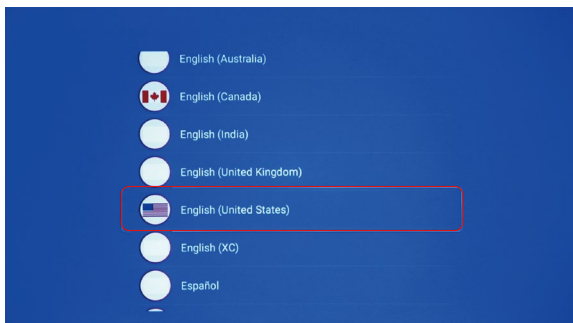 English (Australia)
English (Canada)
English (India)
English (United Kingdom)
English (United States)
English (XC)
Español